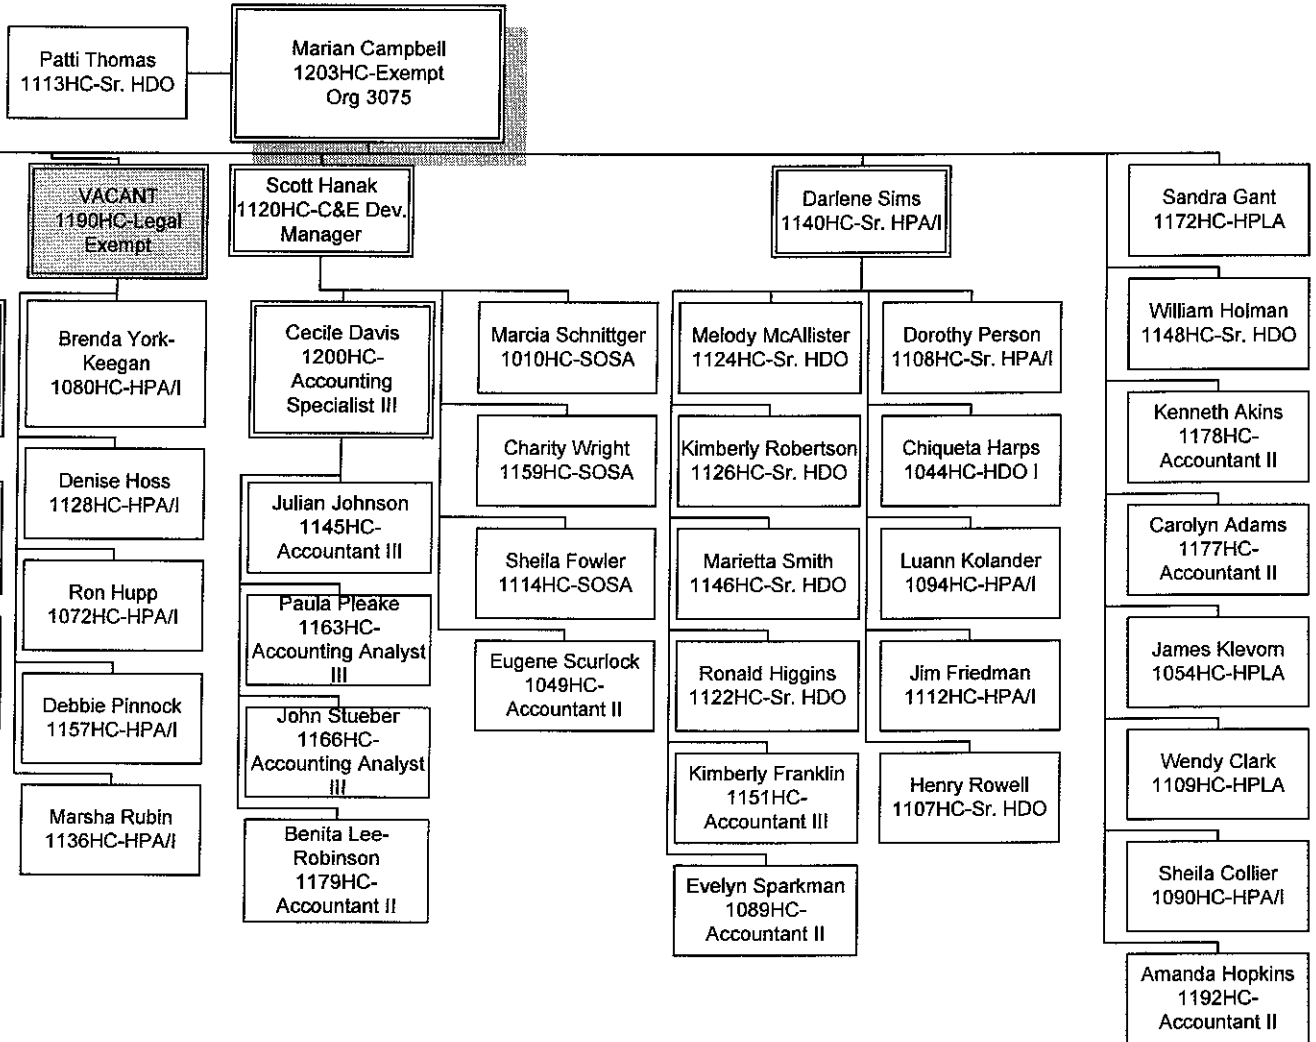 Patti Thomas
1113HC-Sr. HDO
Marian Campbell
1203HC-Exempt
Org 3075
VACANT
1190HC-Legal
Exempt
Scott Hanak
1120HC-C&E Dev.
Manager
Darlene Sims
1140HC-Sr. HPA/I
Sandra Gant
1172HC-HPLA
Brenda York-
Keegan
1080HC-HPA/I
Denise Hoss
1128HC-HPA/I
Ron Hupp
1072HC-HPA/I
Debbie Pinnock
1157HC-HPA/I
Marsha Rubin
1136HC-HPA/I
Cecile Davis
1200HC-
Accounting
Specialist III
Julian Johnson
1145HC-
Accountant III
Paula Pleake
1163HC-
Accounting Analyst
III
John Stueber
1166HC-
Accounting Analyst
III
Benita Lee-
Robinson
1179HC-
Accountant II
Marcia Schnittger
1010HC-SOSA
Charity Wright
1159HC-SOSA
Sheila Fowler
1114HC-SOSA
Eugene Scurlock
1049HC-
Accountant II
Melody McAllister
1124HC-Sr. HDO
Kimberly Robertson
1126HC-Sr. HDO
Marietta Smith
1146HC-Sr. HDO
Ronald Higgins
1122HC-Sr. HDO
Kimberly Franklin
1151HC-
Accountant III
Evelyn Sparkman
1089HC-
Accountant II
Dorothy Person
1108HC-Sr. HPA/I
Chiqueta Harps
1044HC-HDO I
Luann Kolander
1094HC-HPA/I
Jim Friedman
1112HC-HPA/I
Henry Rowell
1107HC-Sr. HDO
William Holman
1148HC-Sr. HDO
Kenneth Akins
1178HC-
Accountant II
Carolyn Adams
1177HC-
Accountant II
James Klevorn
1054HC-HPLA
Wendy Clark
1109HC-HPLA
Sheila Collier
1090HC-HPA/I
Amanda Hopkins
1192HC-
Accountant II